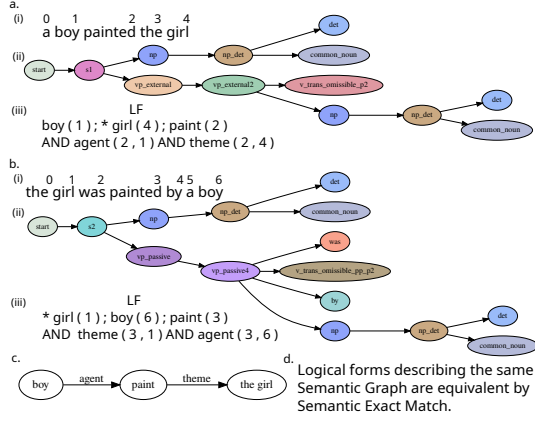 a.
(i) 0 1 2 3 4
a boy painted the girl
det
np np_det common_noun
(ii)
start s1
vp_external vp_external2 v_trans_omissible_p2
det
np np_det common_noun
(iii) LF
boy ( 1 ) ; * girl ( 4 ) ; paint ( 2 )
AND agent ( 2 , 1 ) AND theme ( 2 , 4 )
b.
(i) 0 1 2 3 4 5 6
the girl was painted by a boy
det
np np_det common_noun
(ii)
start s2
was
vp_passive vp_passive4 v_trans_omissible_pp_p2
by
det
np np_det common_noun
(iii) LF
* girl ( 1 ) ; boy ( 6 ) ; paint ( 3 )
AND theme ( 3 , 1 ) AND agent ( 3 , 6 )
c.
boy agent paint theme the girl
d.
Logical forms describing the same
Semantic Graph are equivalent by
Semantic Exact Match.